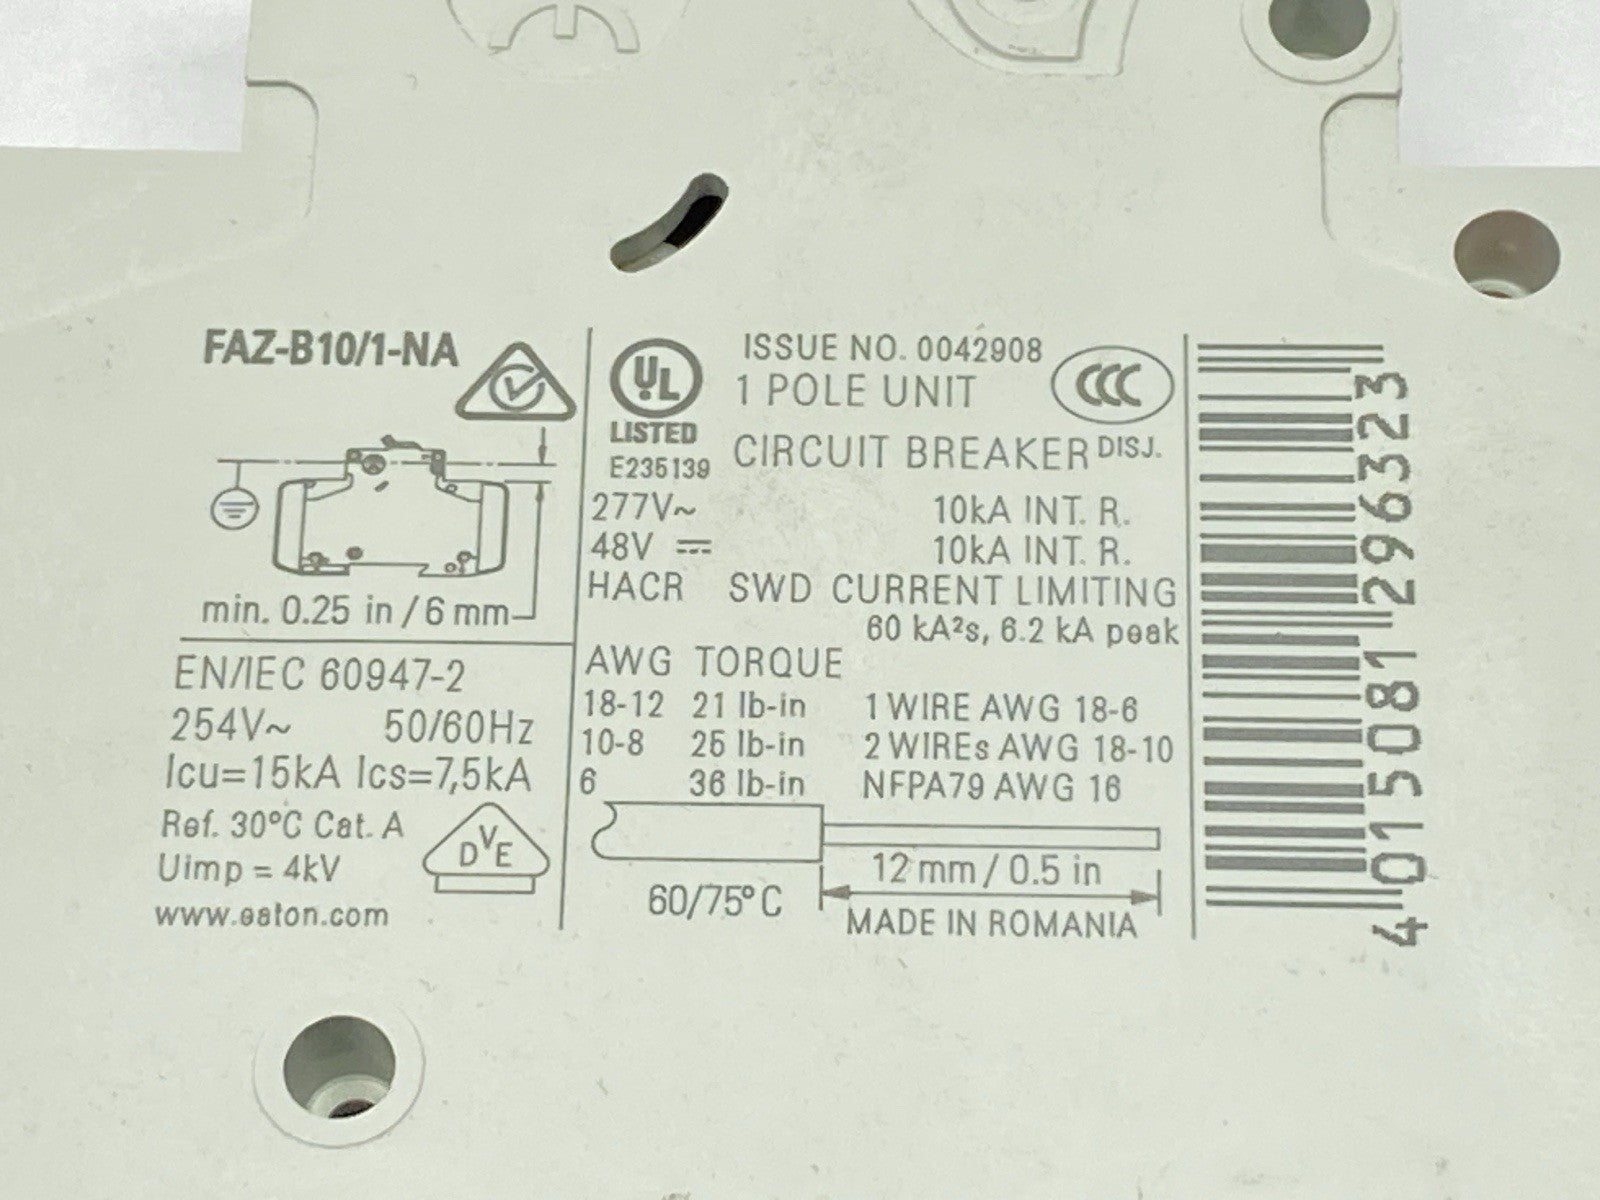 FAZ-B10/1-NA
min. 0.25 in / 6 mm
EN/IEC 60947-2
254V~ 50/60Hz
Icu=15kA Ics=7,5kA
Ref. 30°C Cat. A
Uimp = 4kV
www.eaton.com
DVE
UL
LISTED
E235139
ISSUE NO. 0042908
1 POLE UNIT
CCC
CIRCUIT BREAKER DISJ.
277V~ 10kA INT. R.
48V ⎓ 10kA INT. R.
HACR SWD CURRENT LIMITING
60 kA²s, 6.2 kA peak
AWG TORQUE
18-12 21 lb-in 1 WIRE AWG 18-6
10-8 25 lb-in 2 WIREs AWG 18-10
6 36 lb-in NFPA79 AWG 16
12 mm / 0.5 in
60/75°C
MADE IN ROMANIA
4 015081 296323